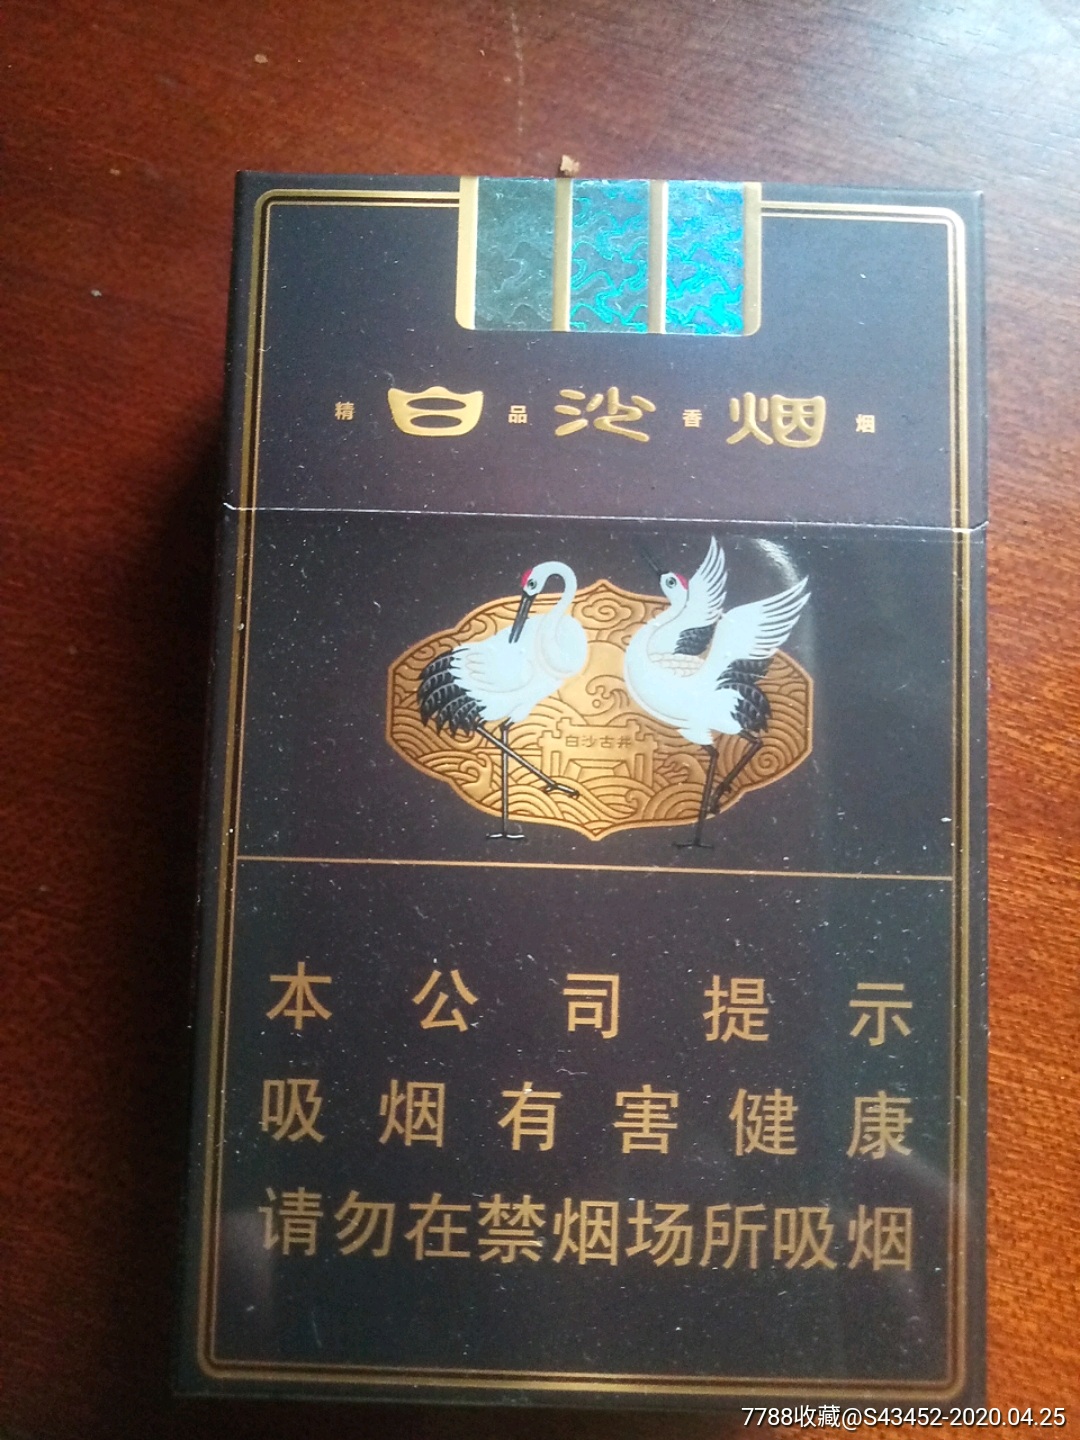 精白品沙香烟烟
白沙古井
本公司提示
吸烟有害健康
请勿在禁烟场所吸烟
7788收藏@S43452-2020.04.25